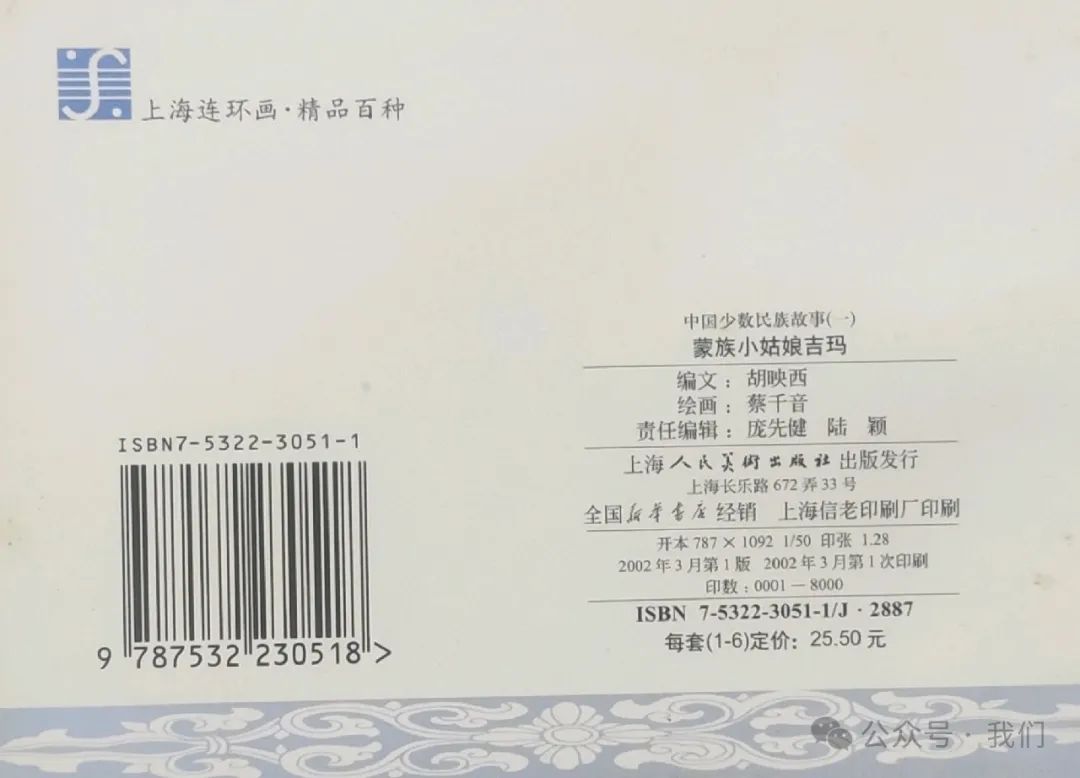 上海连环画·精品百种
中国少数民族故事(一)
蒙族小姑娘吉玛
编文：胡映西
绘画：蔡千音
责任编辑：庞先健 陆颖
上海人民美術出版社出版发行
上海长乐路672弄33号
全国新华书店经销 上海信老印刷厂印刷
开本787×1092 1/50 印张 1.28
2002年3月第1版 2002年3月第1次印刷
印数：0001—8000
ISBN 7-5322-3051-1/J·2887
每套(1-6)定价：25.50元
ISBN7-5322-3051-1
9 787532 230518 >
公众号·我们